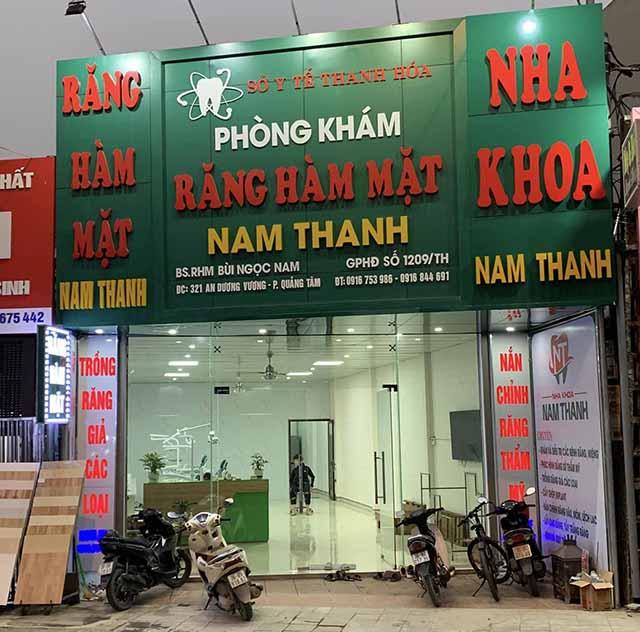 RĂNG
HÀM
MẶT
NAM THANH
SỞ Y TẾ THANH HÓA
PHÒNG KHÁM
RĂNG HÀM MẶT
NAM THANH
BS.RHM BÙI NGỌC NAM
GPHĐ SỐ 1209/TH
ĐC: 321 AN DƯƠNG VƯƠNG - P. QUẢNG TÂM
ĐT: 0916 753 986 - 0916 844 691
NHA
KHOA
NAM THANH
HẤT
SINH
675 442
TRỒNG
RĂNG
GIẢ
CÁC
LOẠI
NẮN
CHỈNH
RĂNG
THẨM
MỸ
NT
NHA KHOA
NAM THANH